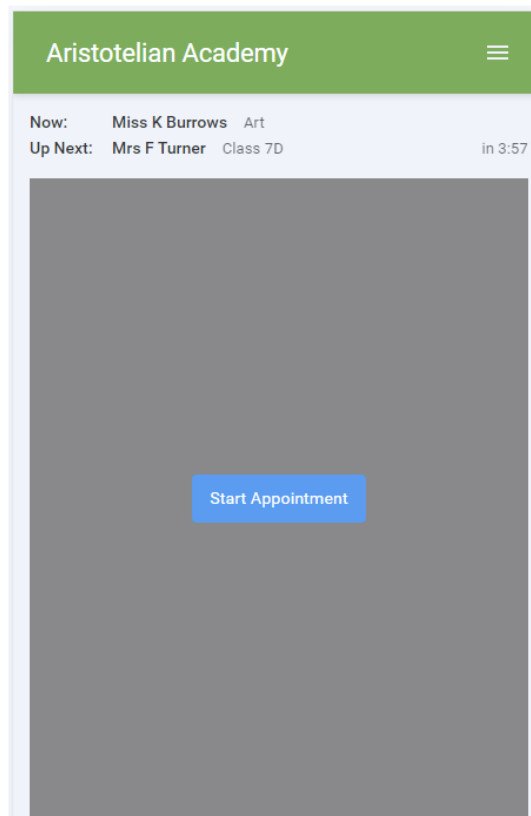 Aristotelian Academy
Now: Miss K Burrows Art
Up Next: Mrs F Turner Class 7D in 3:57
Start Appointment